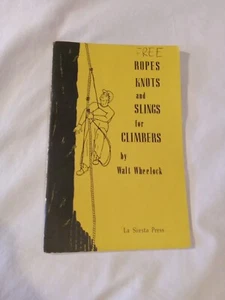 FREE
ROPES
KNOTS
and
SLINGS
for
CLIMBERS
by
Walt Wheelock
La Siesta Press